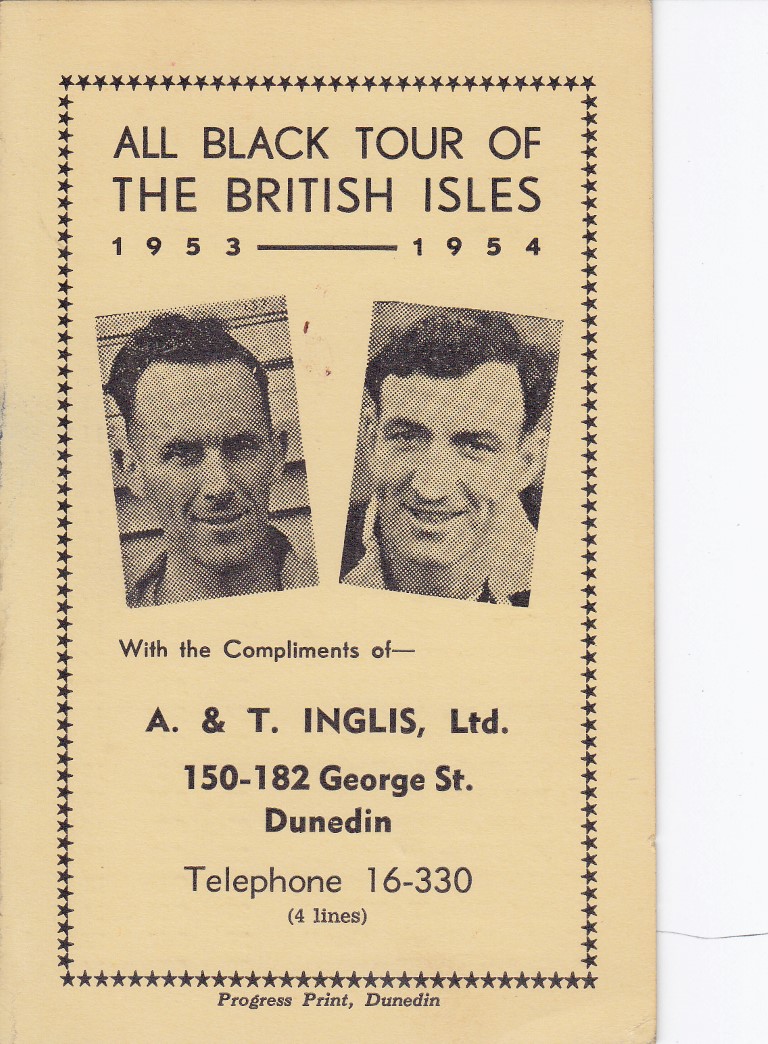 ALL BLACK TOUR OF
THE BRITISH ISLES
1953 — 1954
With the Compliments of—
A. & T. INGLIS, Ltd.
150-182 George St.
Dunedin
Telephone 16-330
(4 lines)
Progress Print, Dunedin